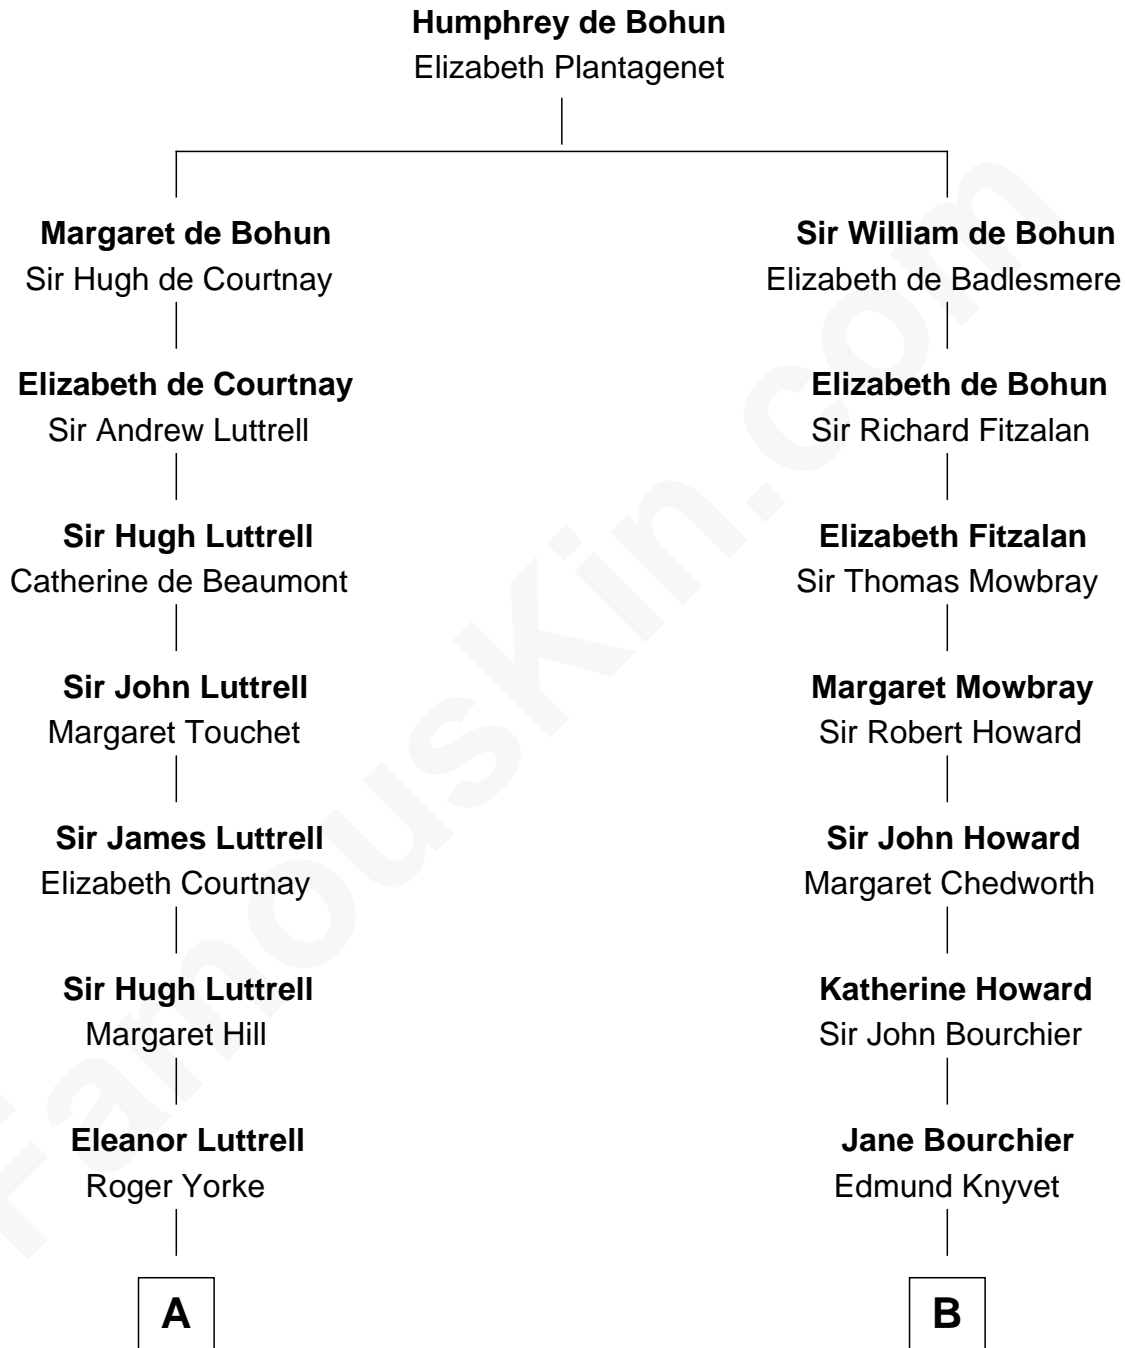 Humphrey de Bohun
Elizabeth Plantagenet
Margaret de Bohun
Sir Hugh de Courtnay
Elizabeth de Courtnay
Sir Andrew Luttrell
Sir Hugh Luttrell
Catherine de Beaumont
Sir John Luttrell
Margaret Touchet
Sir James Luttrell
Elizabeth Courtnay
Sir Hugh Luttrell
Margaret Hill
Eleanor Luttrell
Roger Yorke
A
Sir William de Bohun
Elizabeth de Badlesmere
Elizabeth de Bohun
Sir Richard Fitzalan
Elizabeth Fitzalan
Sir Thomas Mowbray
Margaret Mowbray
Sir Robert Howard
Sir John Howard
Margaret Chedworth
Katherine Howard
Sir John Bourchier
Jane Bourchier
Edmund Knyvet
B
FamousKin.com